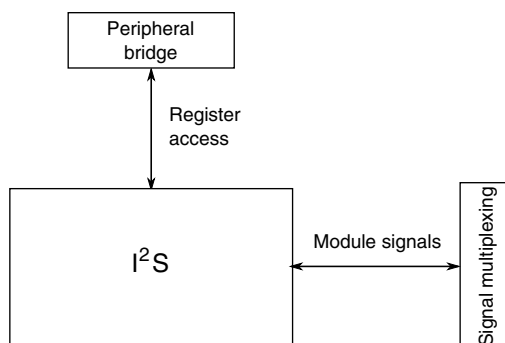 Peripheral
bridge
Register
access
I²S
Module signals
Signal multiplexing